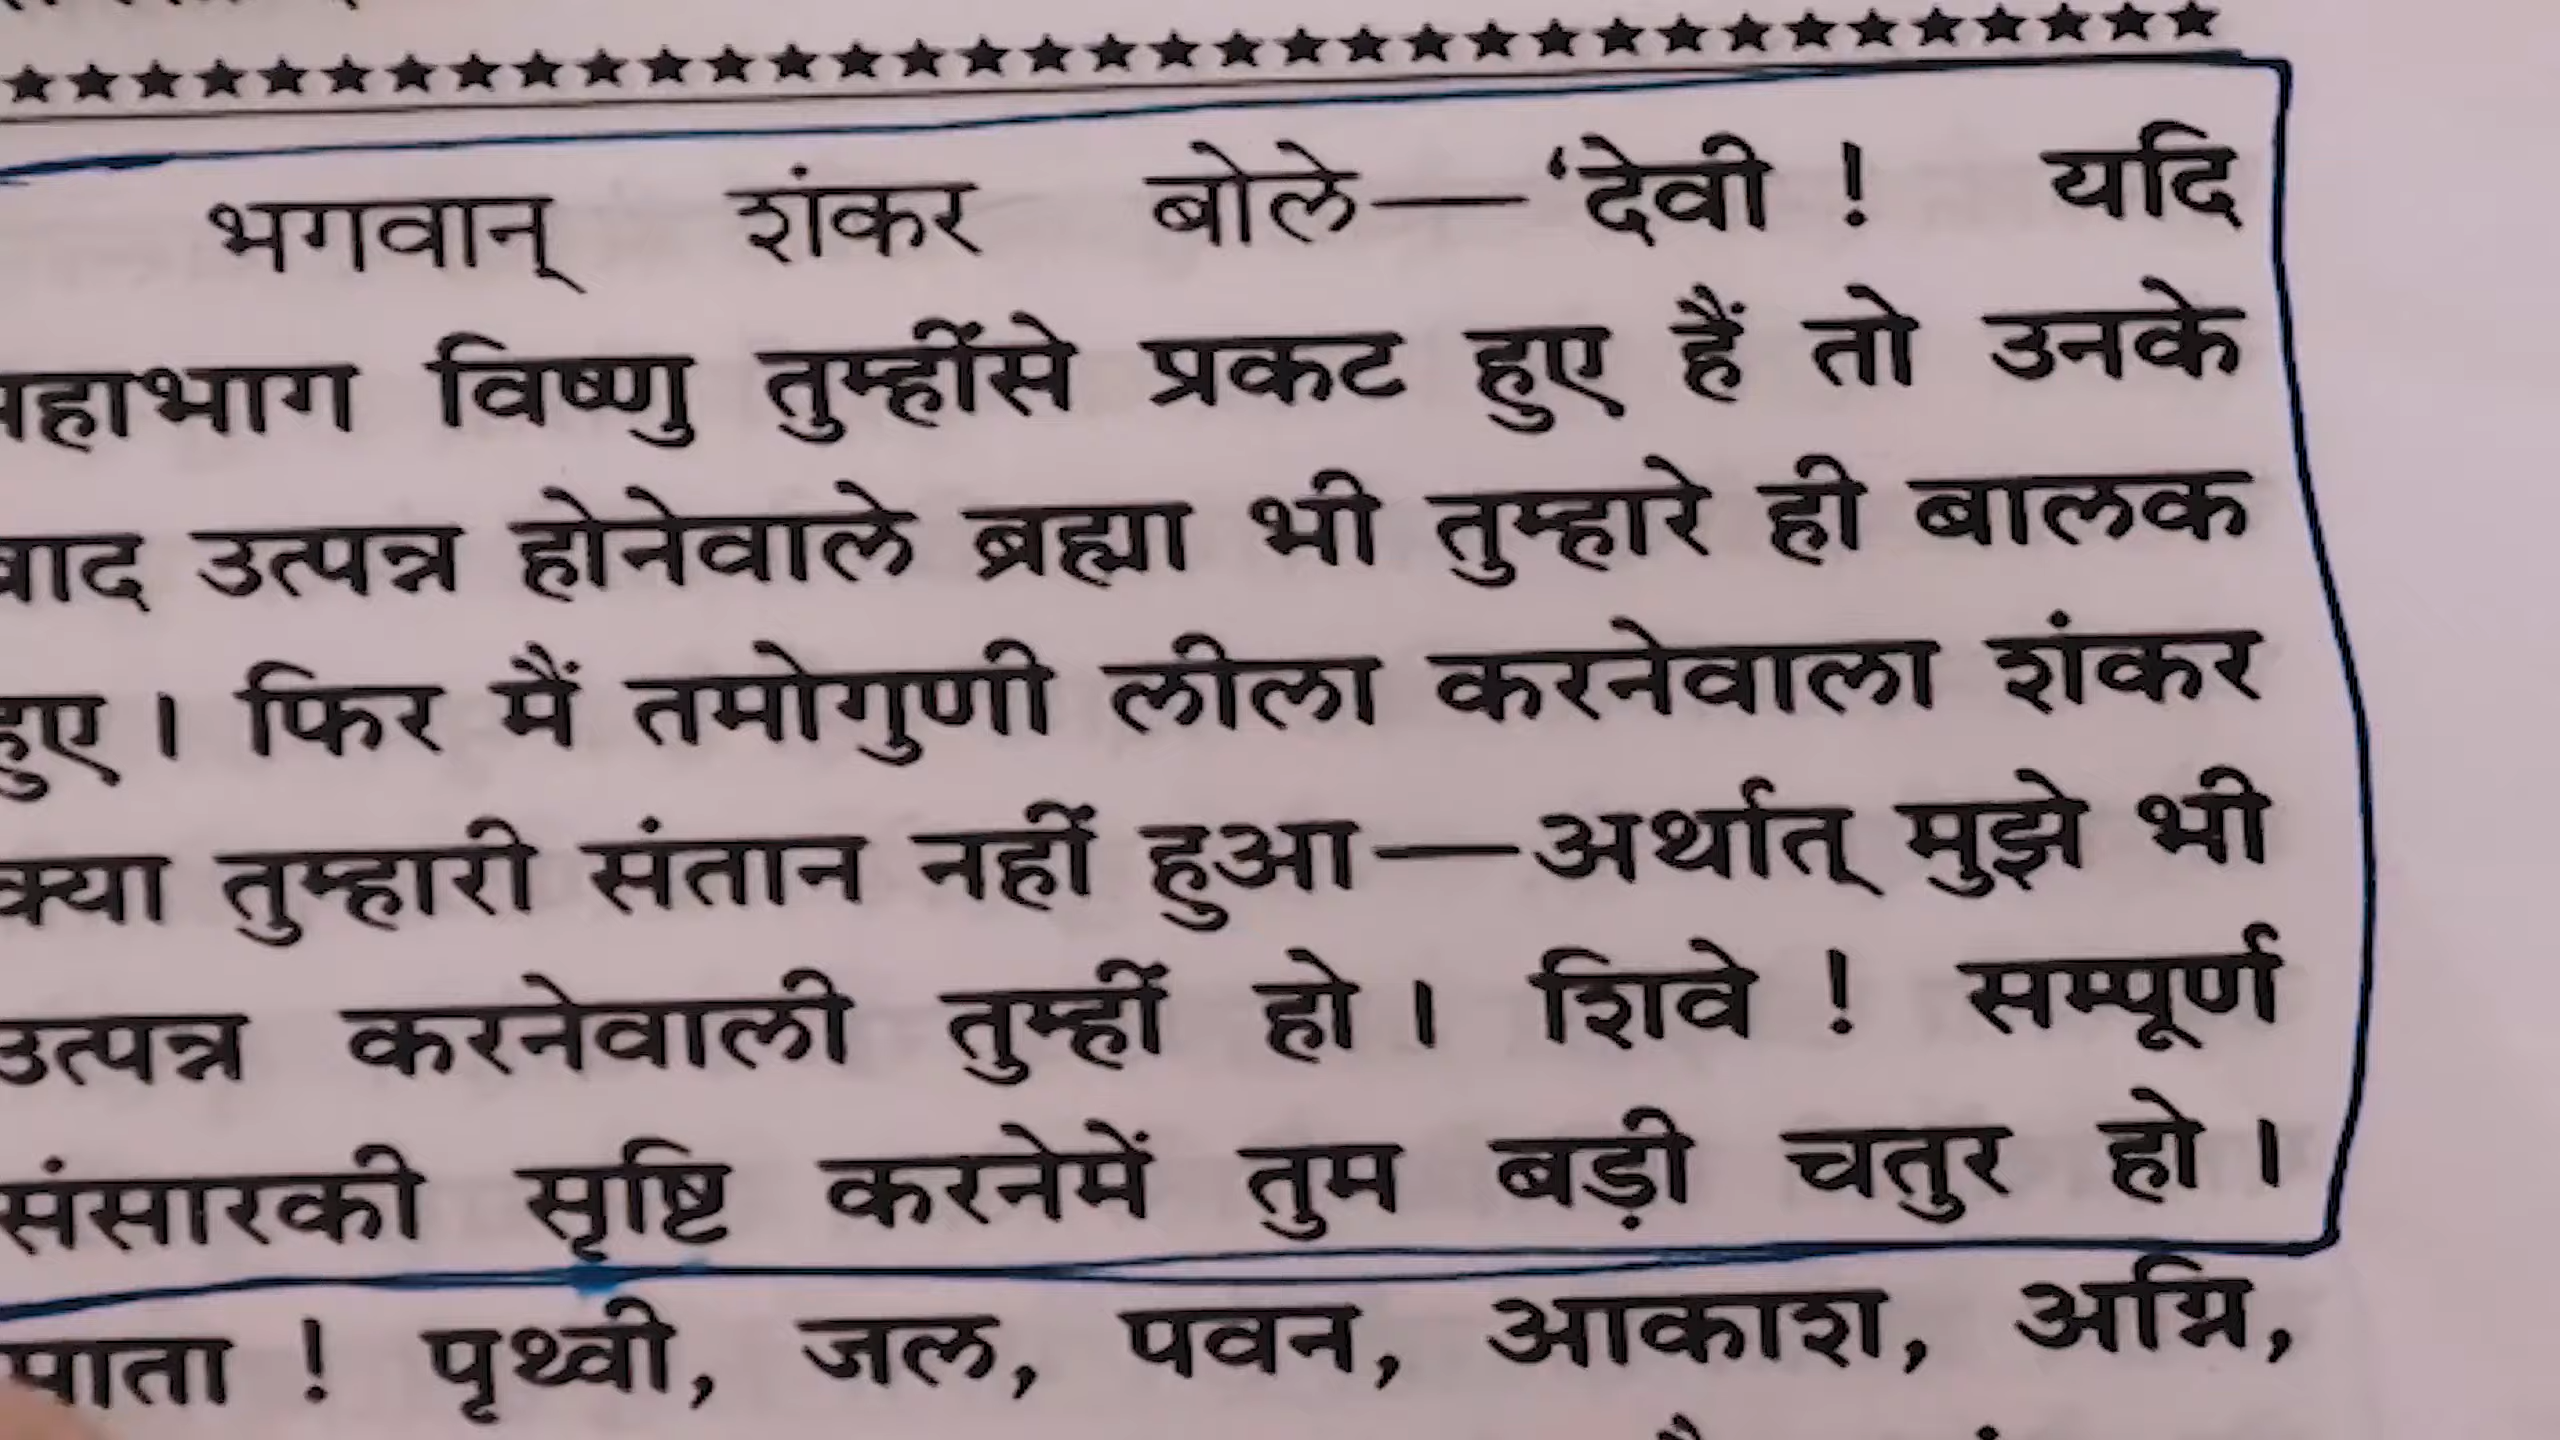 भगवान् शंकर बोले—‘देवी ! यदि
महाभाग विष्णु तुम्हींसे प्रकट हुए हैं तो उनके
बाद उत्पन्न होनेवाले ब्रह्मा भी तुम्हारे ही बालक
हुए । फिर मैं तमोगुणी लीला करनेवाला शंकर
क्या तुम्हारी संतान नहीं हुआ—अर्थात् मुझे भी
उत्पन्न करनेवाली तुम्हीं हो । शिवे ! सम्पूर्ण
संसारकी सृष्टि करनेमें तुम बड़ी चतुर हो ।
माता ! पृथ्वी, जल, पवन, आकाश, अग्नि,